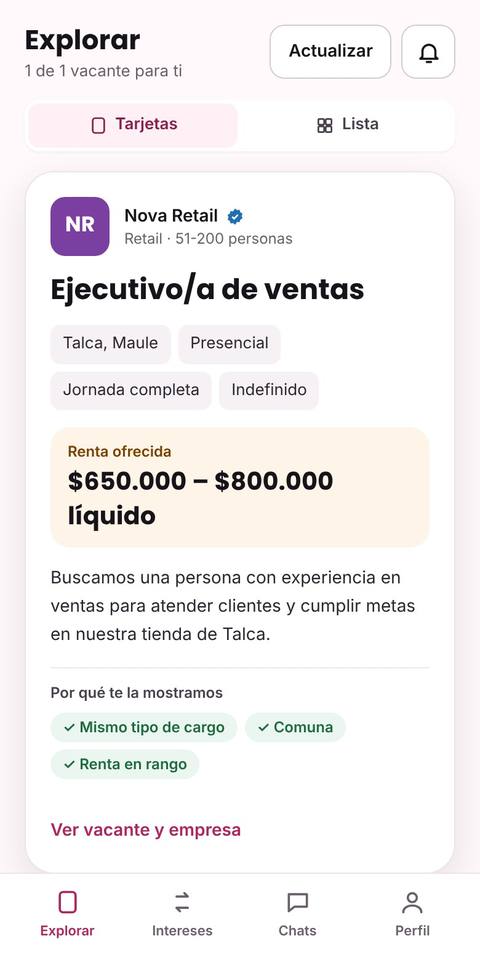 Explorar
1 de 1 vacante para ti
Actualizar
Tarjetas
Lista
NR
Nova Retail
Retail · 51-200 personas
Ejecutivo/a de ventas
Talca, Maule
Presencial
Jornada completa
Indefinido
Renta ofrecida
$650.000 – $800.000
líquido
Buscamos una persona con experiencia en
ventas para atender clientes y cumplir metas
en nuestra tienda de Talca.
Por qué te la mostramos
✓ Mismo tipo de cargo
✓ Comuna
✓ Renta en rango
Ver vacante y empresa
Explorar
Intereses
Chats
Perfil